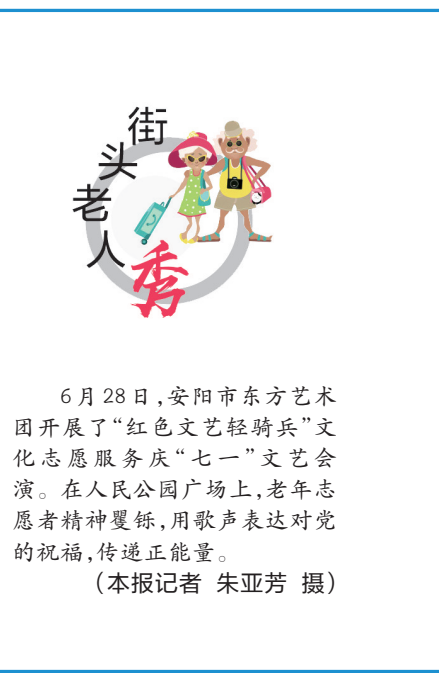 街头老人秀
6月28日,安阳市东方艺术
团开展了“红色文艺轻骑兵”文
化志愿服务庆“七一”文艺会
演。在人民公园广场上,老年志
愿者精神矍铄,用歌声表达对党
的祝福,传递正能量。
(本报记者 朱亚芳 摄)